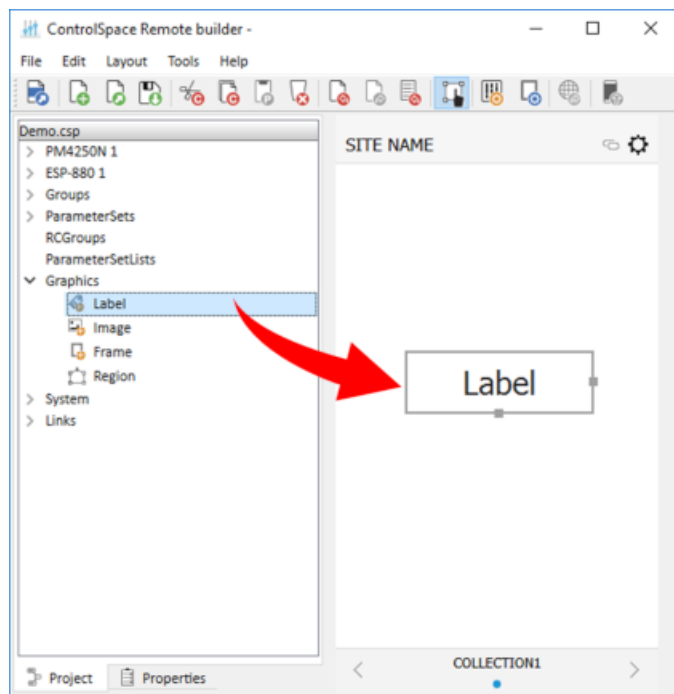 ControlSpace Remote builder -
File Edit Layout Tools Help
Demo.csp
PM4250N 1
ESP-880 1
Groups
ParameterSets
RCGroups
ParameterSetLists
Graphics
Label
Image
Frame
Region
System
Links
Project Properties
SITE NAME
Label
COLLECTION1